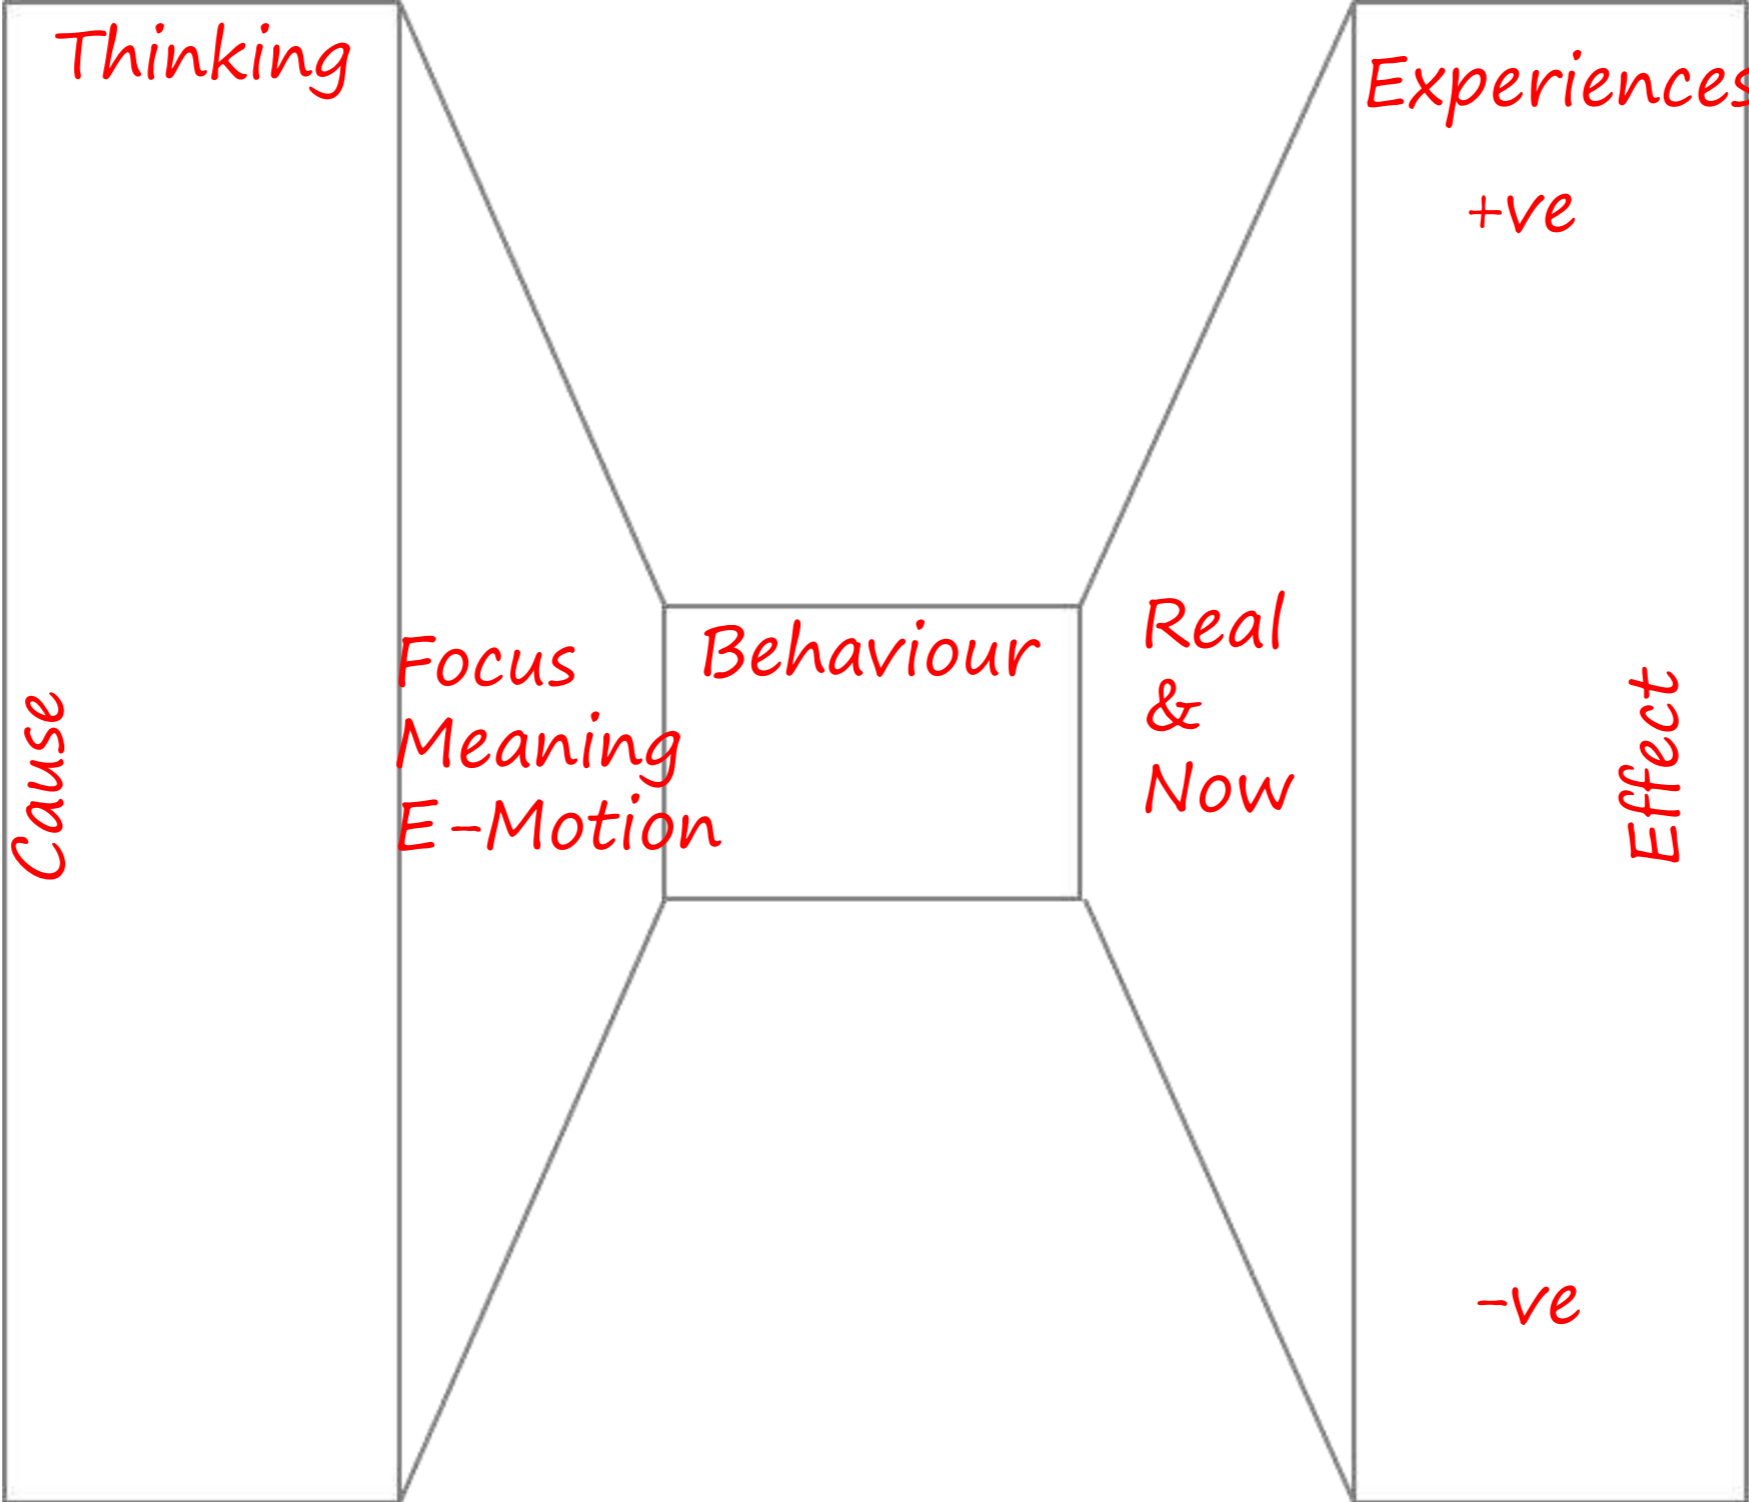 Thinking
Cause
Focus
Meaning
E-Motion
Behaviour
Real
&
Now
Experiences
+ve
Effect
-ve